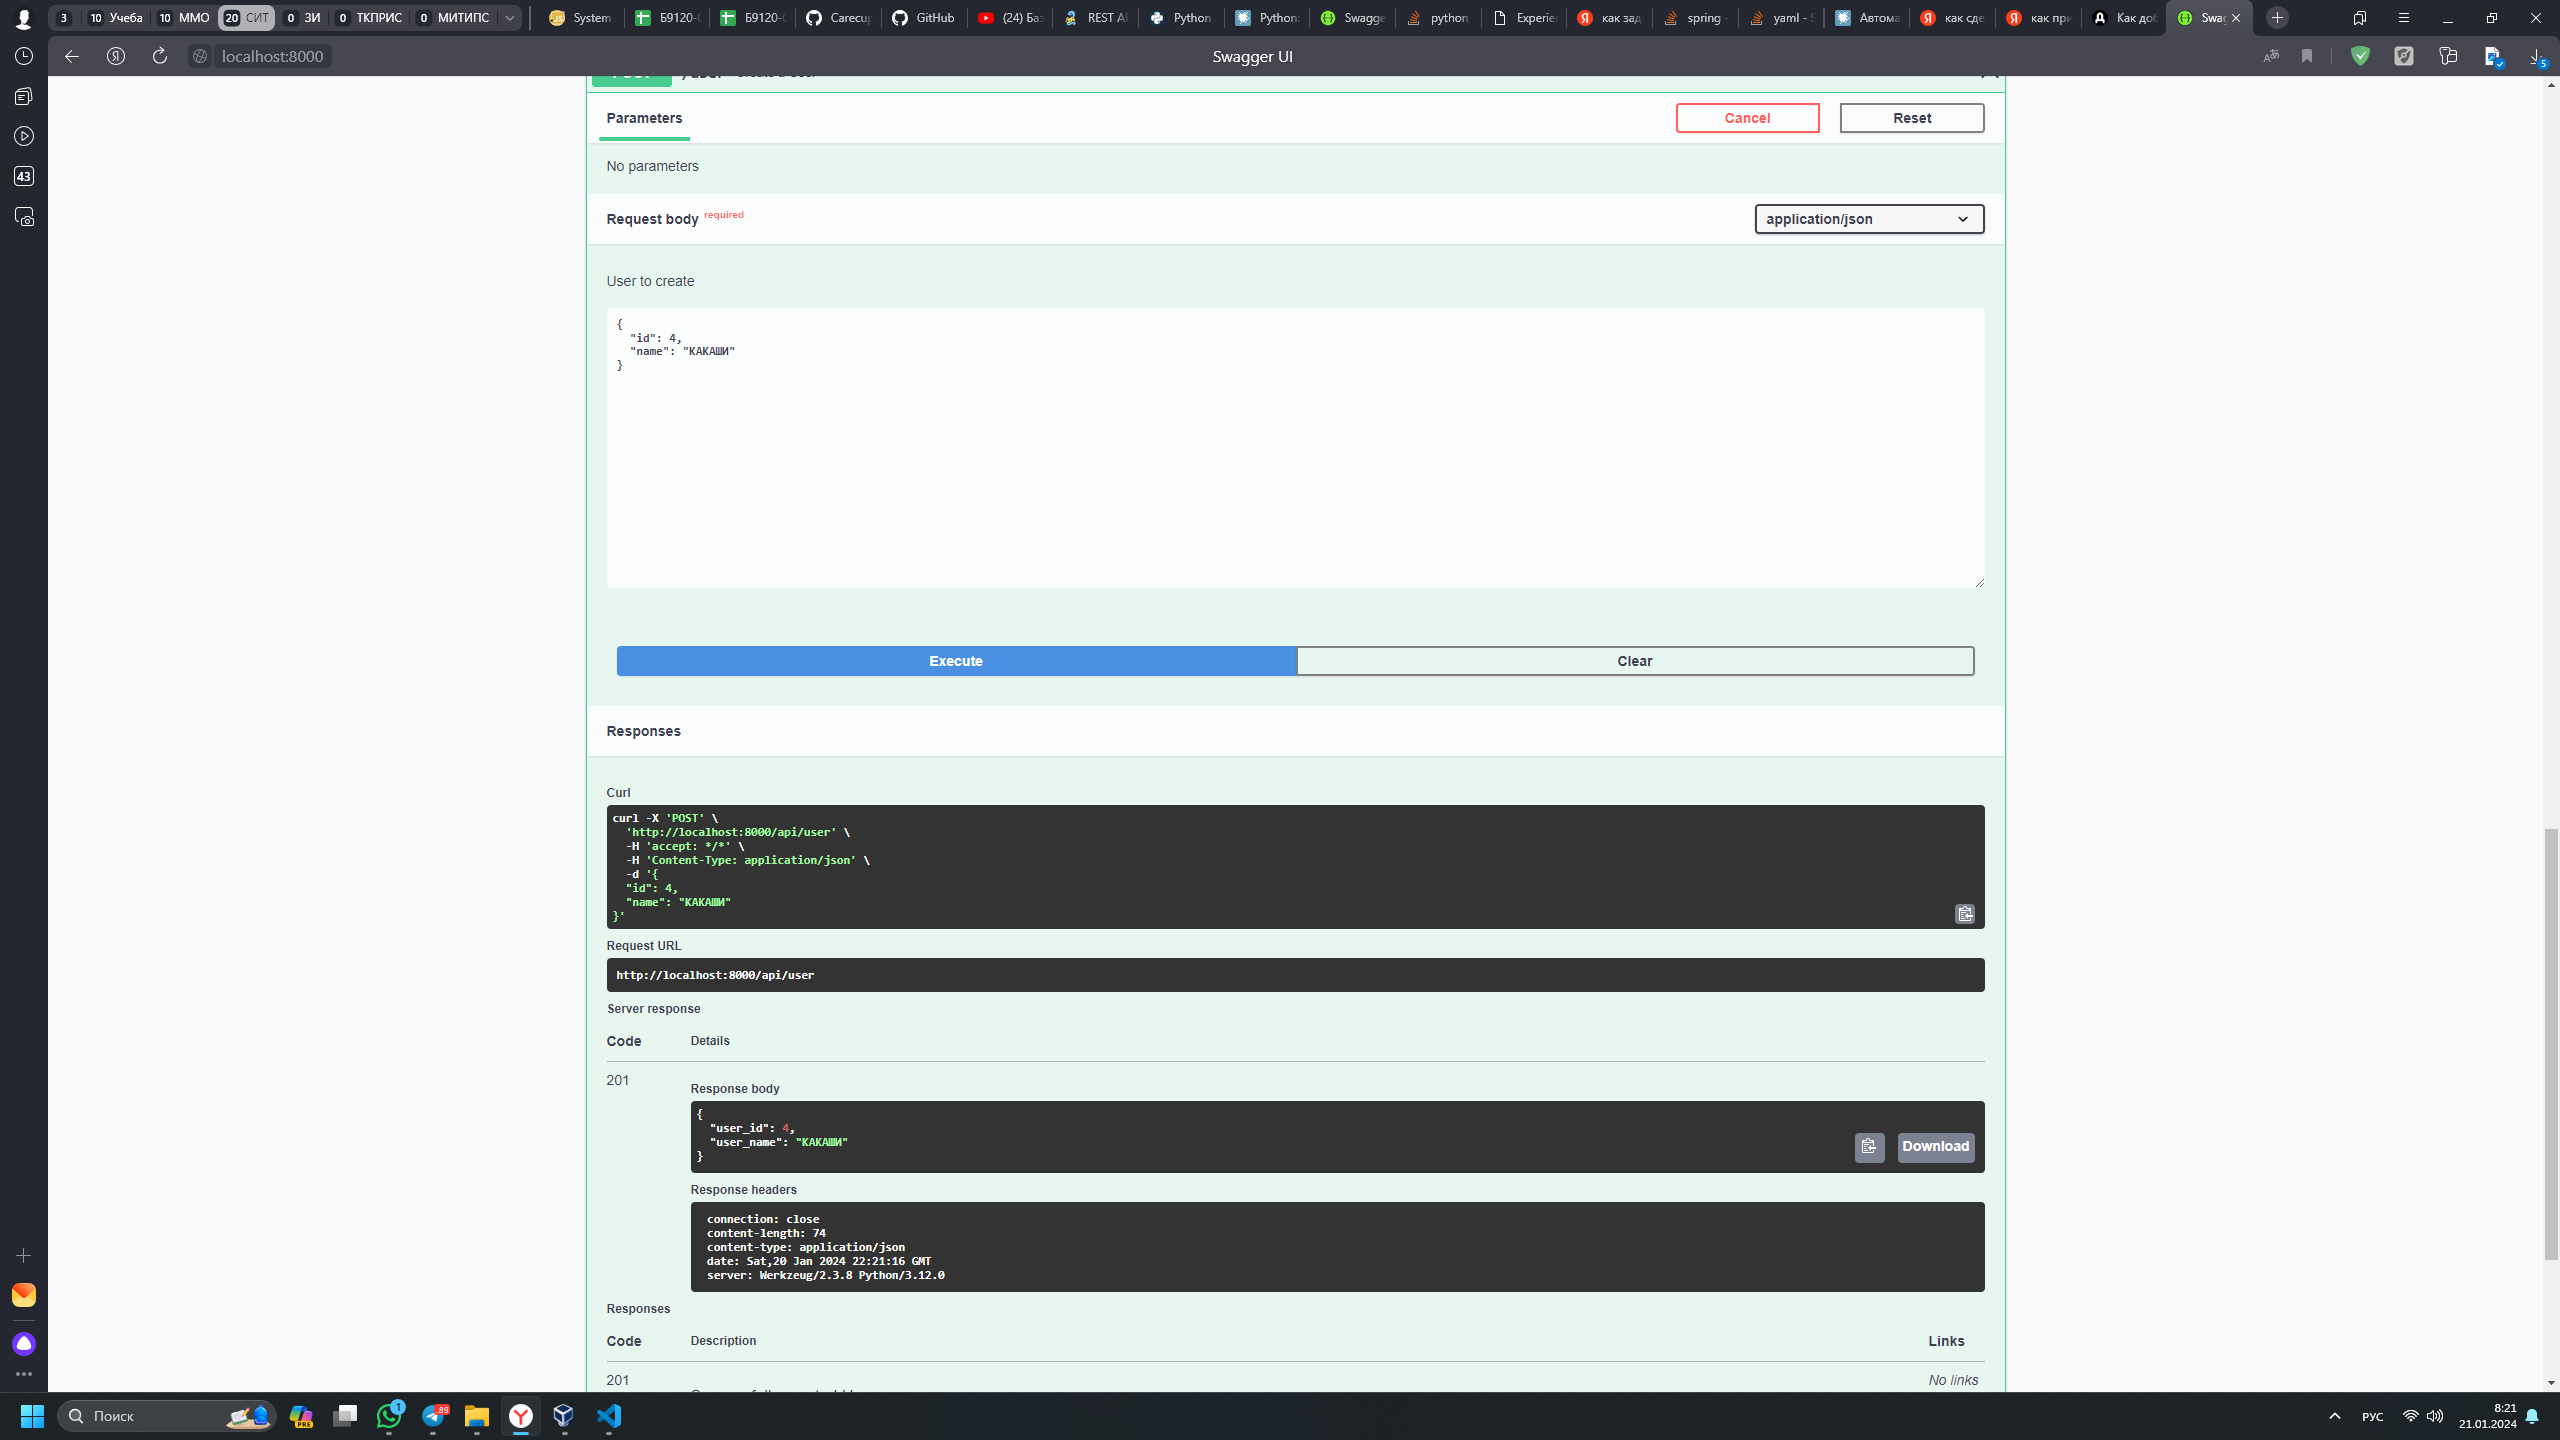 3
10 Учеба
10 ММО
20 СИТ
0 ЗИ
0 ТКПРИС
0 МИТИПС
System
Б9120-
Б9120-
Carecu
GitHub
(24) Ба
REST A
Python
Python:
Swagge
python
Experie
как зад
spring -
yaml - S
Автома
как сде
как при
Как доб
Swag
localhost:8000
Swagger UI
43
5
Parameters
Cancel
Reset
No parameters
Request body required
application/json
User to create
{
"id": 4,
"name": "КАКАШИ"
}
Execute
Clear
Responses
Curl
curl -X 'POST' \
'http://localhost:8000/api/user' \
-H 'accept: */*' \
-H 'Content-Type: application/json' \
-d '{
"id": 4,
"name": "КАКАШИ"
}'
Request URL
http://localhost:8000/api/user
Server response
Code Details
201
Response body
{
"user_id": 4,
"user_name": "КАКАШИ"
}
Download
Response headers
connection: close
content-length: 74
content-type: application/json
date: Sat,20 Jan 2024 22:21:16 GMT
server: Werkzeug/2.3.8 Python/3.12.0
Responses
Code Description Links
201 No links
Поиск
PRE
1
89
РУС
8:21
21.01.2024